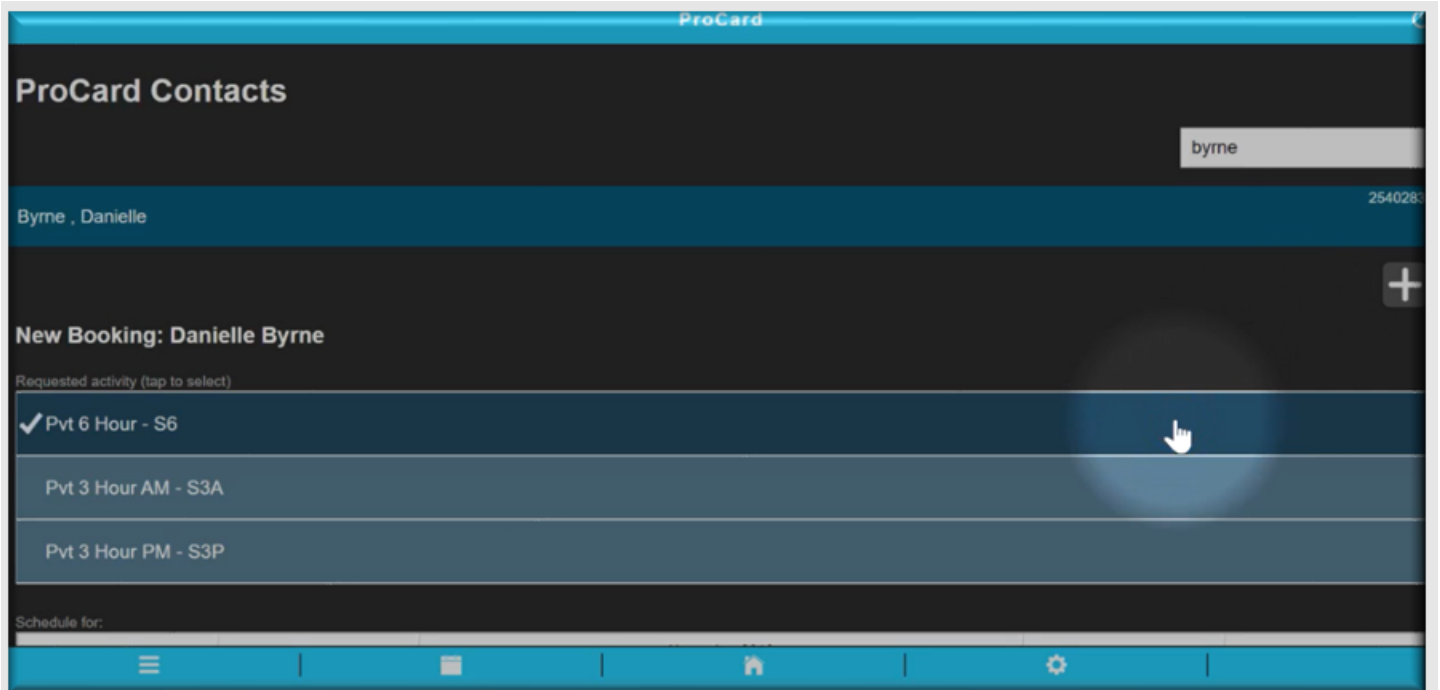 ProCard
ProCard Contacts
byrne
2540283
Byrne , Danielle
New Booking: Danielle Byrne
Requested activity (tap to select)
Pvt 6 Hour - S6
Pvt 3 Hour AM - S3A
Pvt 3 Hour PM - S3P
Schedule for: